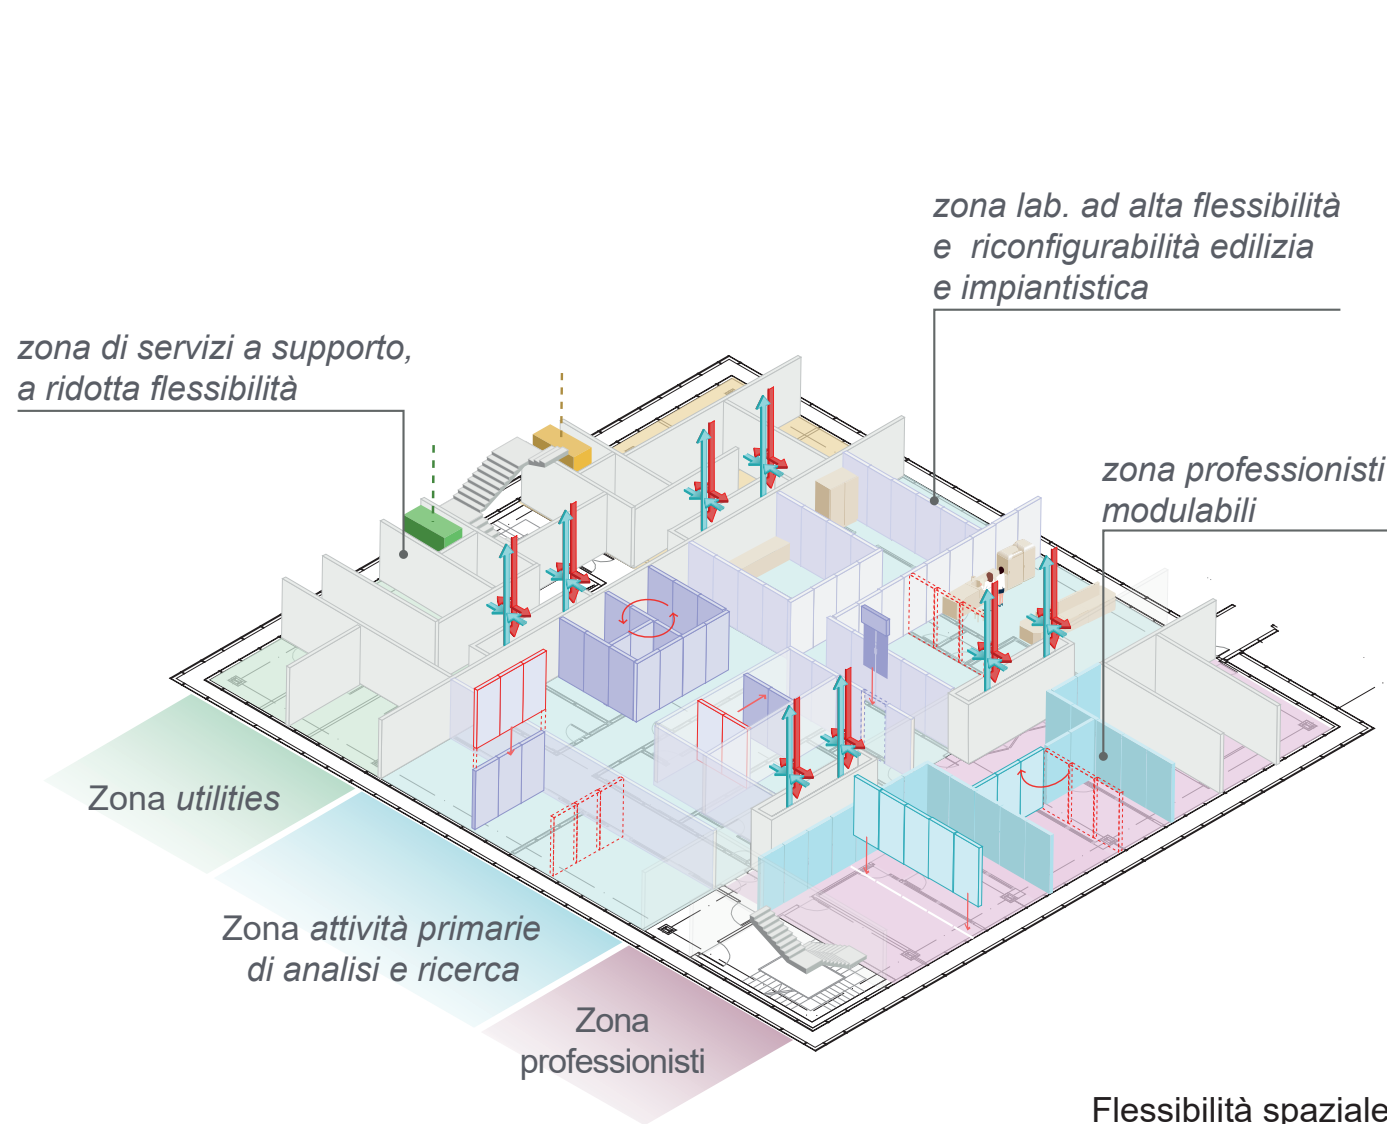 zona lab. ad alta flessibilità
e riconfigurabilità edilizia
e impiantistica
zona di servizi a supporto,
a ridotta flessibilità
zona professionisti
modulabili
Zona utilities
Zona attività primarie
di analisi e ricerca
Zona
professionisti
Flessibilità spaziale